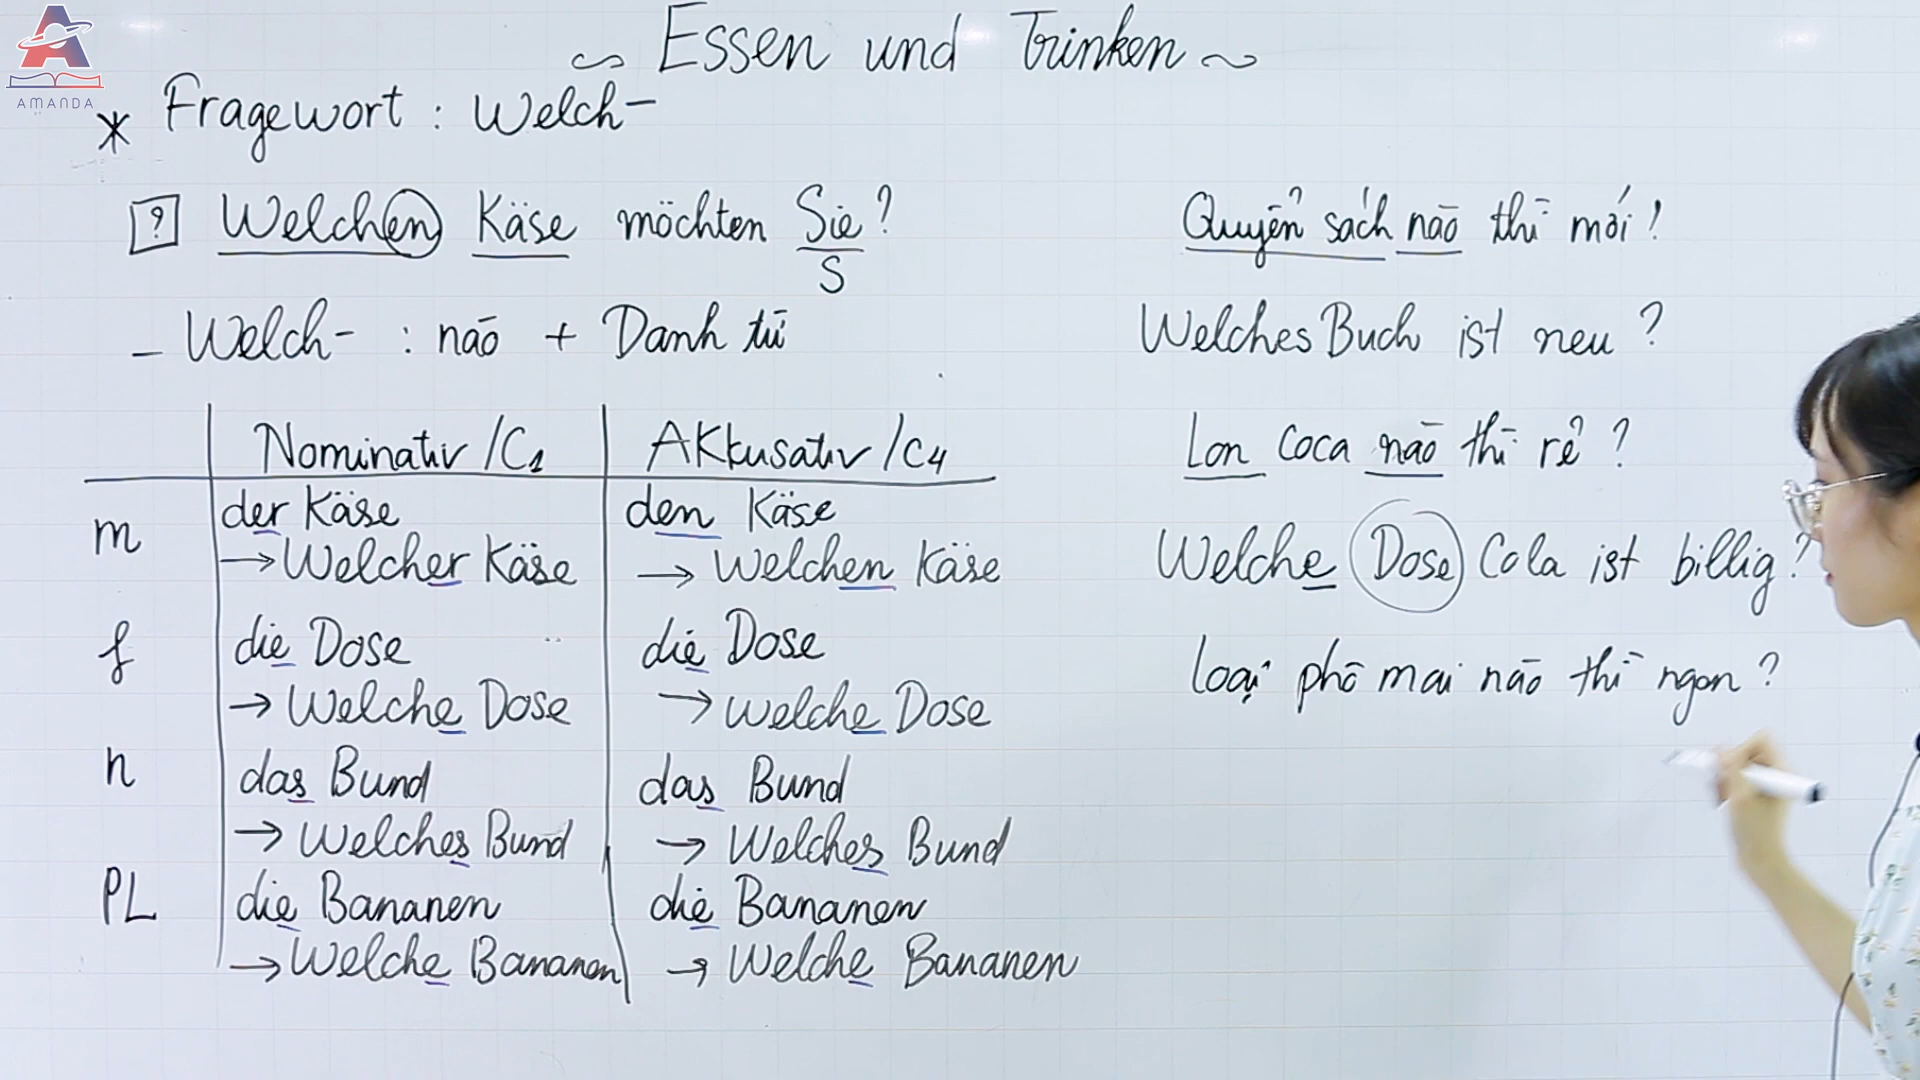 AMANDA
~ Essen und Trinken ~
* Fragewort : Welch-
? Welchen Käse möchten Sie?
S
- Welch- : nào + Danh từ
Nominativ /C1 AKkusativ /C4
m der Käse den Käse
→ Welcher Käse → Welchen Käse
f die Dose die Dose
→ Welche Dose → Welche Dose
n das Bund das Bund
→ Welches Bund → Welches Bund
PL die Bananen die Bananen
→ Welche Bananen → Welche Bananen
Quyển sách nào thì mới?
Welches Buch ist neu?
Lon coca nào thì rẻ?
Welche Dose Cola ist billig?
loại phô mai nào thì ngon?